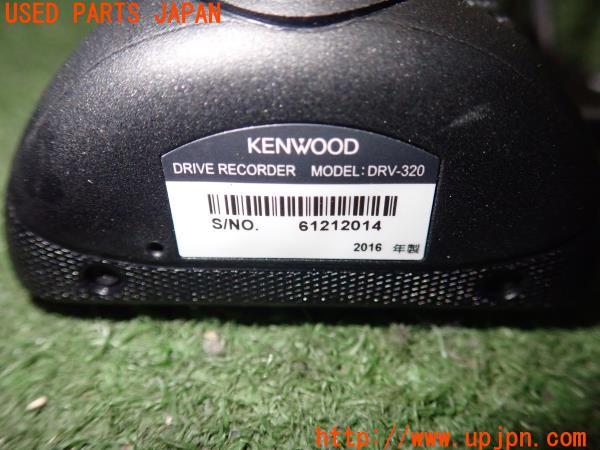 USED PARTS JAPAN
KENWOOD
DRIVE RECORDER MODEL: DRV-320
S/NO. 61212014
2016 年製
http://www.upjpn.com